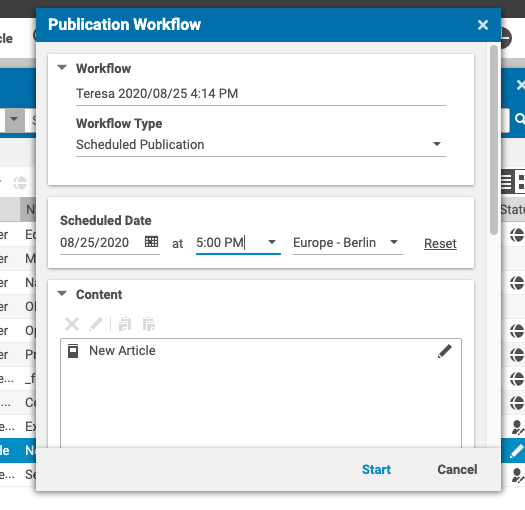 Publication Workflow
cle
Workflow
Teresa 2020/08/25 4:14 PM
Workflow Type
Scheduled Publication
Statu
Scheduled Date
08/25/2020 at 5:00 PM Europe - Berlin Reset
Content
New Article
Start Cancel
er
Ec
er
Na
er
Ol
er
Op
er
Pr
e...
_f
...
Co
e...
Ex
le
Ne
e...
Se